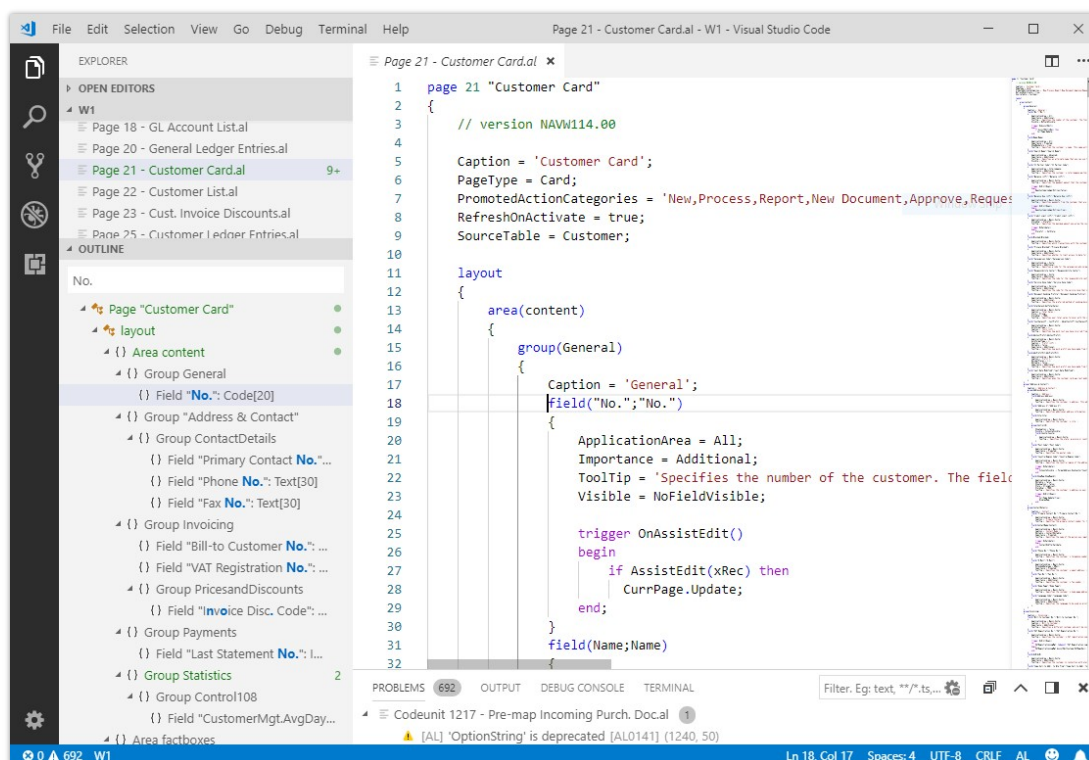 File Edit Selection View Go Debug Terminal Help
Page 21 - Customer Card.al - W1 - Visual Studio Code
EXPLORER
OPEN EDITORS
W1
Page 18 - GL Account List.al
Page 20 - General Ledger Entries.al
Page 21 - Customer Card.al 9+
Page 22 - Customer List.al
Page 23 - Cust. Invoice Discounts.al
Page 25 - Customer Ledger Entries.al
OUTLINE
No.
Page "Customer Card"
layout
{} Area content
{} Group General
{} Field "No.": Code[20]
{} Group "Address & Contact"
{} Group ContactDetails
{} Field "Primary Contact No."...
{} Field "Phone No.": Text[30]
{} Field "Fax No.": Text[30]
{} Group Invoicing
{} Field "Bill-to Customer No.": ...
{} Field "VAT Registration No.": ...
{} Group PricesandDiscounts
{} Field "Invoice Disc. Code": ...
{} Group Payments
{} Field "Last Statement No.": I...
{} Group Statistics 2
{} Group Control108
{} Field "CustomerMgt.AvgDay...
{} Area factboxes
Page 21 - Customer Card.al
1 page 21 "Customer Card"
2 {
3 // version NAVW114.00
4
5 Caption = 'Customer Card';
6 PageType = Card;
7 PromotedActionCategories = 'New,Process,Report,New Document,Approve,Reques
8 RefreshOnActivate = true;
9 SourceTable = Customer;
10
11 layout
12 {
13 area(content)
14 {
15 group(General)
16 {
17 Caption = 'General';
18 field("No.";"No.")
19 {
20 ApplicationArea = All;
21 Importance = Additional;
22 ToolTip = 'Specifies the number of the customer. The field
23 Visible = NoFieldVisible;
24
25 trigger OnAssistEdit()
26 begin
27 if AssistEdit(xRec) then
28 CurrPage.Update;
29 end;
30 }
31 field(Name;Name)
32 {
PROBLEMS 692 OUTPUT DEBUG CONSOLE TERMINAL
Filter. Eg: text, **/*.ts,...
Codeunit 1217 - Pre-map Incoming Purch. Doc.al 1
[AL] 'OptionString' is deprecated [AL0141] (1240, 50)
0 692 W1
Ln 18, Col 17 Spaces: 4 UTF-8 CRLF AL